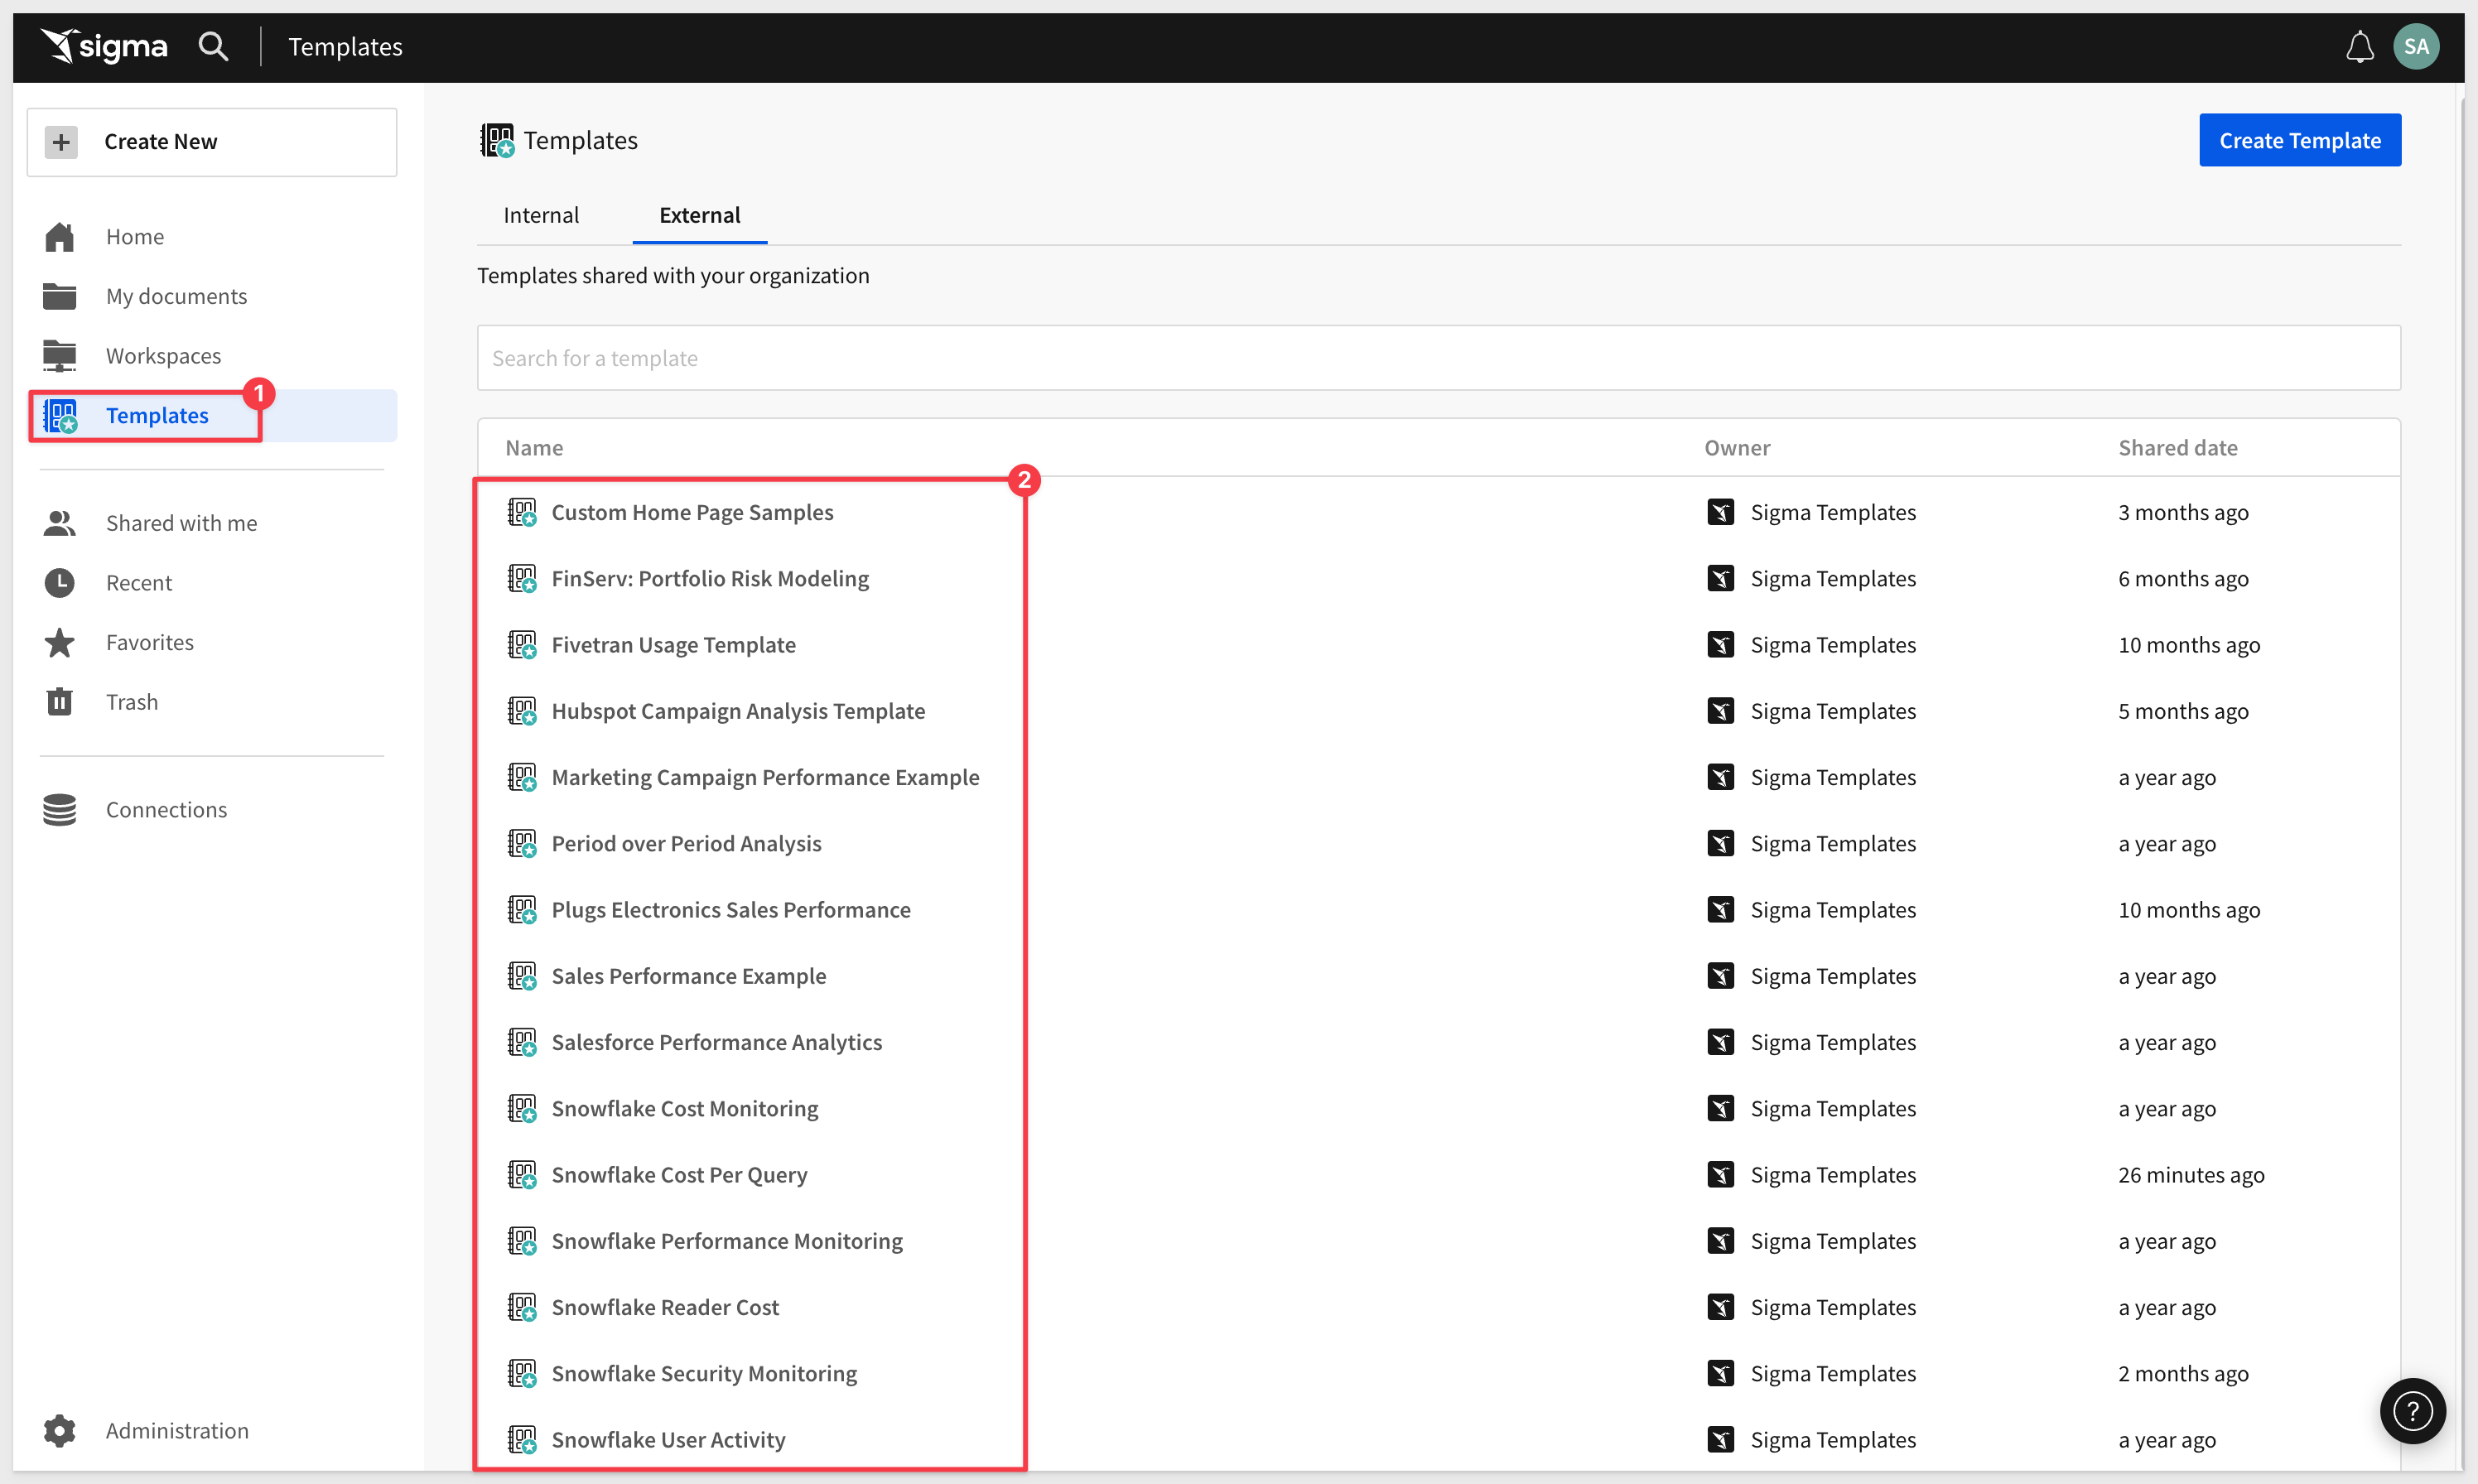 sigma
Templates
SA
Create New
Home
My documents
Workspaces
Templates
1
Shared with me
Recent
Favorites
Trash
Connections
Administration
Templates
Create Template
Internal External
Templates shared with your organization
Search for a template
Name Owner Shared date
2
Custom Home Page Samples Sigma Templates 3 months ago
FinServ: Portfolio Risk Modeling Sigma Templates 6 months ago
Fivetran Usage Template Sigma Templates 10 months ago
Hubspot Campaign Analysis Template Sigma Templates 5 months ago
Marketing Campaign Performance Example Sigma Templates a year ago
Period over Period Analysis Sigma Templates a year ago
Plugs Electronics Sales Performance Sigma Templates 10 months ago
Sales Performance Example Sigma Templates a year ago
Salesforce Performance Analytics Sigma Templates a year ago
Snowflake Cost Monitoring Sigma Templates a year ago
Snowflake Cost Per Query Sigma Templates 26 minutes ago
Snowflake Performance Monitoring Sigma Templates a year ago
Snowflake Reader Cost Sigma Templates a year ago
Snowflake Security Monitoring Sigma Templates 2 months ago
Snowflake User Activity Sigma Templates a year ago
?